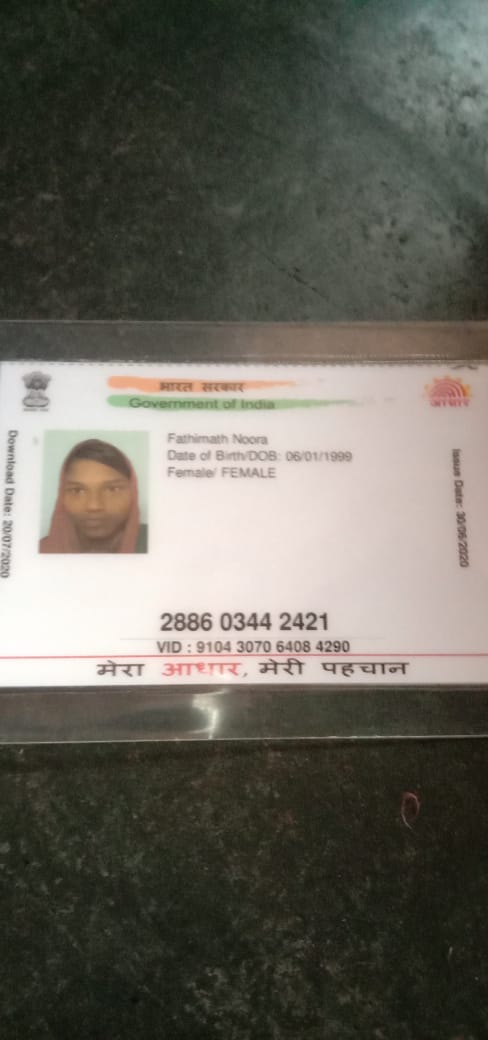 भारत सरकार
Government of India
आधार
Fathimath Noora
Date of Birth/DOB: 06/01/1999
Female/ FEMALE
Download Date: 20/07/2020
Issue Date: 30/06/2020
2886 0344 2421
VID : 9104 3070 6408 4290
मेरा आधार, मेरी पहचान